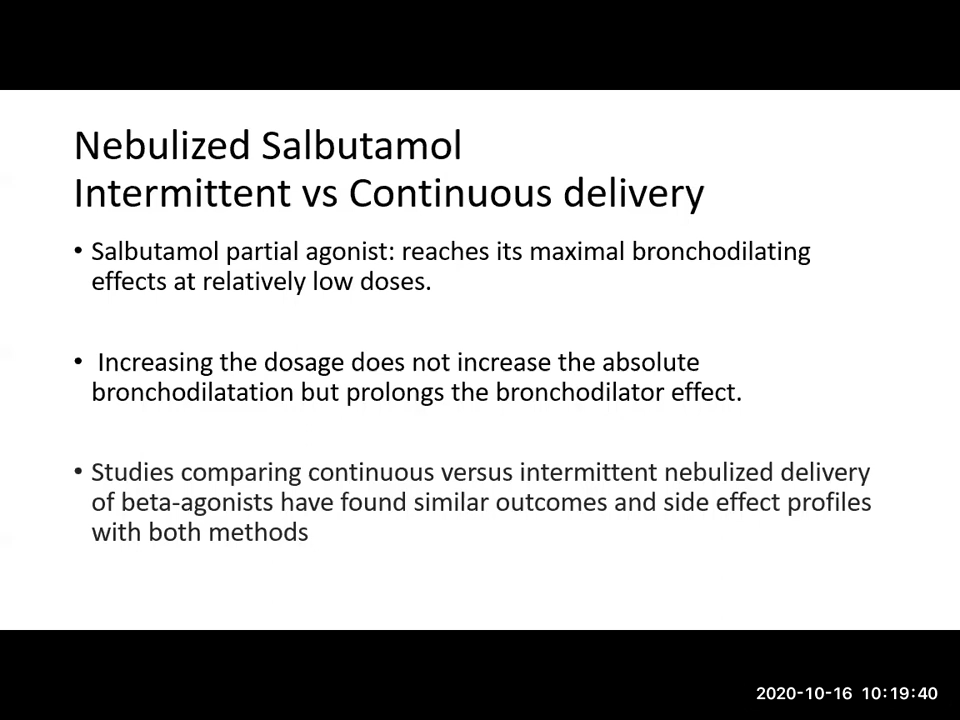 Nebulized Salbutamol
Intermittent vs Continuous delivery
• Salbutamol partial agonist: reaches its maximal bronchodilating
effects at relatively low doses.
• Increasing the dosage does not increase the absolute
bronchodilatation but prolongs the bronchodilator effect.
• Studies comparing continuous versus intermittent nebulized delivery
of beta-agonists have found similar outcomes and side effect profiles
with both methods
2020-10-16 10:19:40